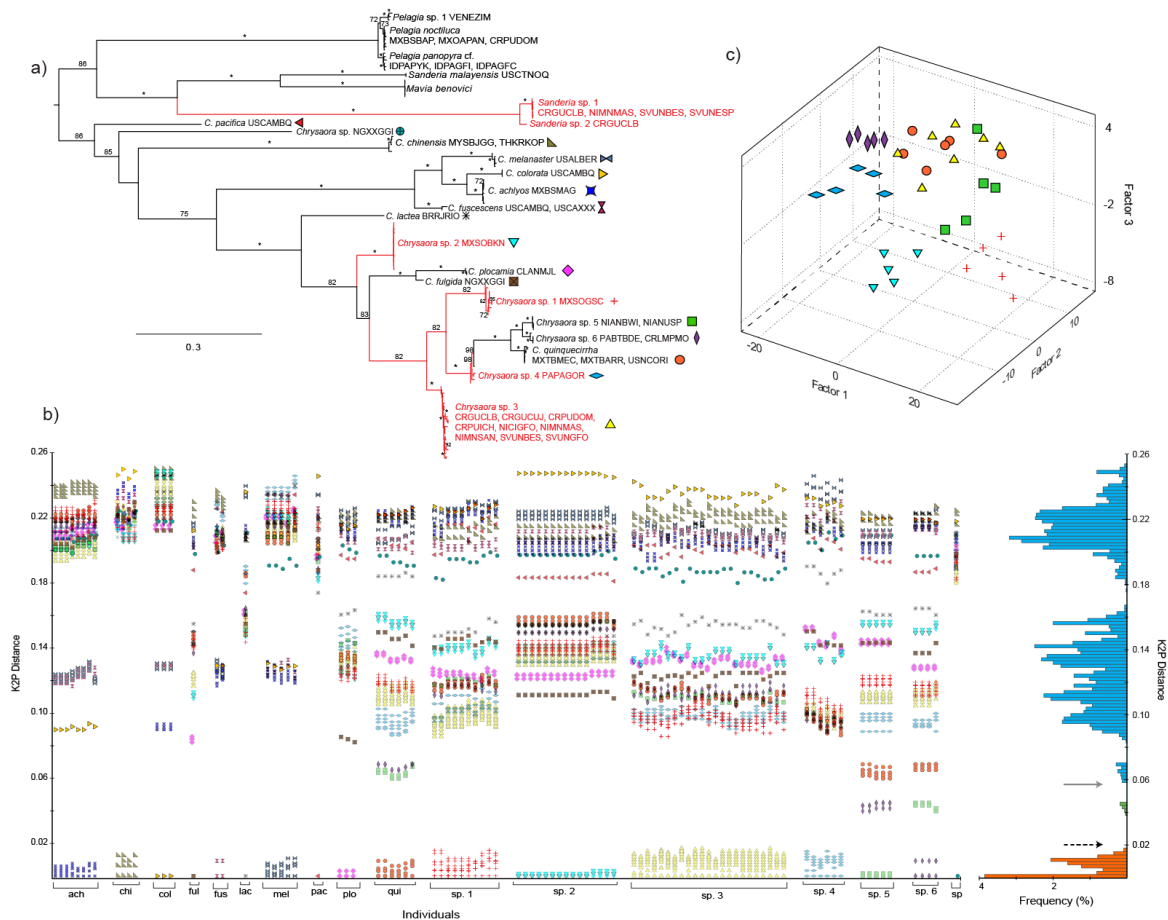 a)
Pelagia sp. 1 VENEZIM
Pelagia noctiluca
MXBSBAP, MXOAPAN, CRPUDOM
Pelagia panopyra cf.
IDPAPYK, IDPAGFI, IDPAGFC
Sanderia malayensis USCTNOQ
Mavia benovici
Sanderia sp. 1
CRGUCLB, NIMNMAS, SVUNBES, SVUNESP
Sanderia sp. 2 CRGUCLB
C. pacifica USCAMBQ
Chrysaora sp. NGXXGGI
C. chinensis MYSBJGG, THKRKOP
C. melanaster USALBER
C. colorata USCAMBQ
C. achlyos MXBSMAG
C. fuscescens USCAMBQ, USCAXXX
C. lactea BRRJRIO
Chrysaora sp. 2 MXSOBKN
C. plocamia CLANMJL
C. fulgida NGXXGGI
Chrysaora sp. 1 MXSOGSC
Chrysaora sp. 5 NIANBWI, NIANUSP
Chrysaora sp. 6 PABTBDE, CRLMPMO
C. quinquecirrha
MXTBMEC, MXTBARR, USNCORI
Chrysaora sp. 4 PAPAGOR
Chrysaora sp. 3
CRGUCLB, CRGUCUJ, CRPUDOM,
CRPUICH, NICIGFO, NIMNMAS,
NIMNSAN, SVUNBES, SVUNGFO
72
73
86
86
85
75
72
82
83
82
82
82
72
82
98
98
0.3
c)
4
-2
-8
Factor 3
-20
0
20
Factor 1
-10
0
10
Factor 2
b)
0.26
0.22
0.18
0.14
0.10
0.06
0.02
K2P Distance
ach chi col ful fus lac mel pac plo qui sp. 1 sp. 2 sp. 3 sp. 4 sp. 5 sp. 6 sp
Individuals
0.26
0.22
0.18
0.14
0.10
0.06
0.02
K2P Distance
4 2 0
Frequency (%)